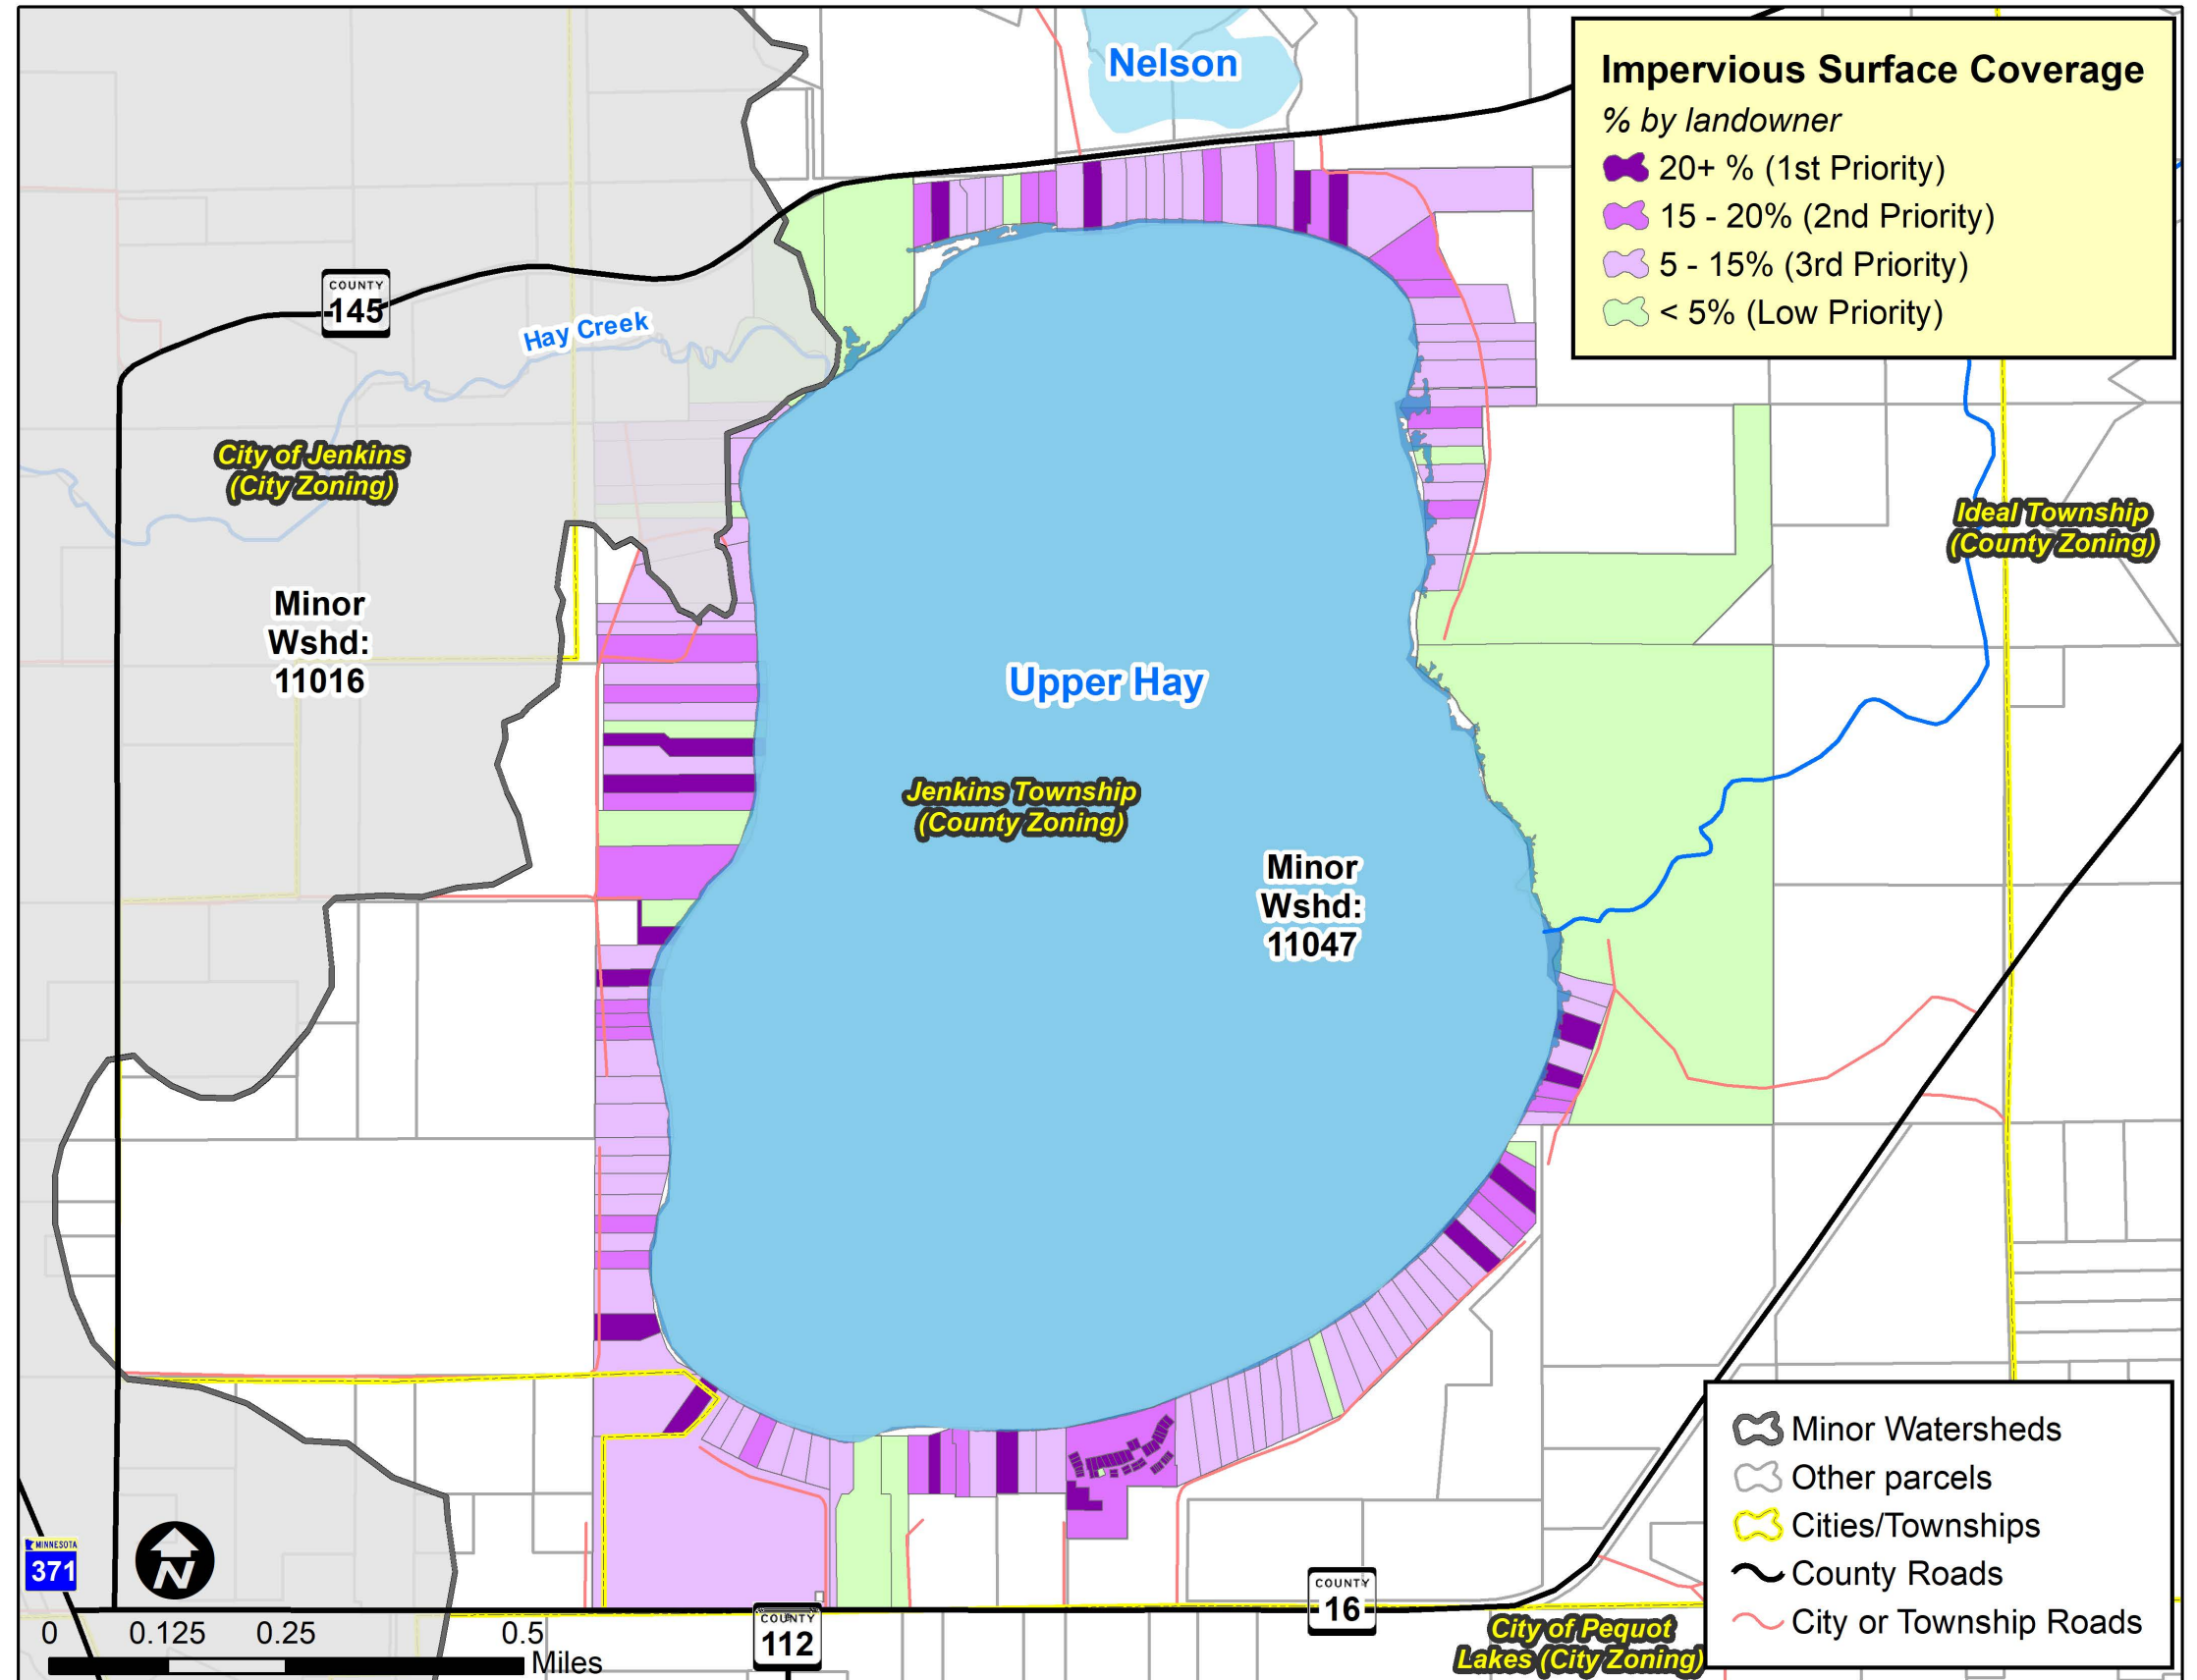 Nelson
Impervious Surface Coverage
% by landowner
20+ % (1st Priority)
15 - 20% (2nd Priority)
5 - 15% (3rd Priority)
< 5% (Low Priority)
COUNTY
145
Hay Creek
City of Jenkins
(City Zoning)
Ideal Township
(County Zoning)
Minor
Wshd:
11016
Upper Hay
Jenkins Township
(County Zoning)
Minor
Wshd:
11047
Minor Watersheds
Other parcels
Cities/Townships
County Roads
City or Township Roads
MINNESOTA
371
N
COUNTY
16
COUNTY
112
City of Pequot
Lakes (City Zoning)
0 0.125 0.25 0.5
Miles